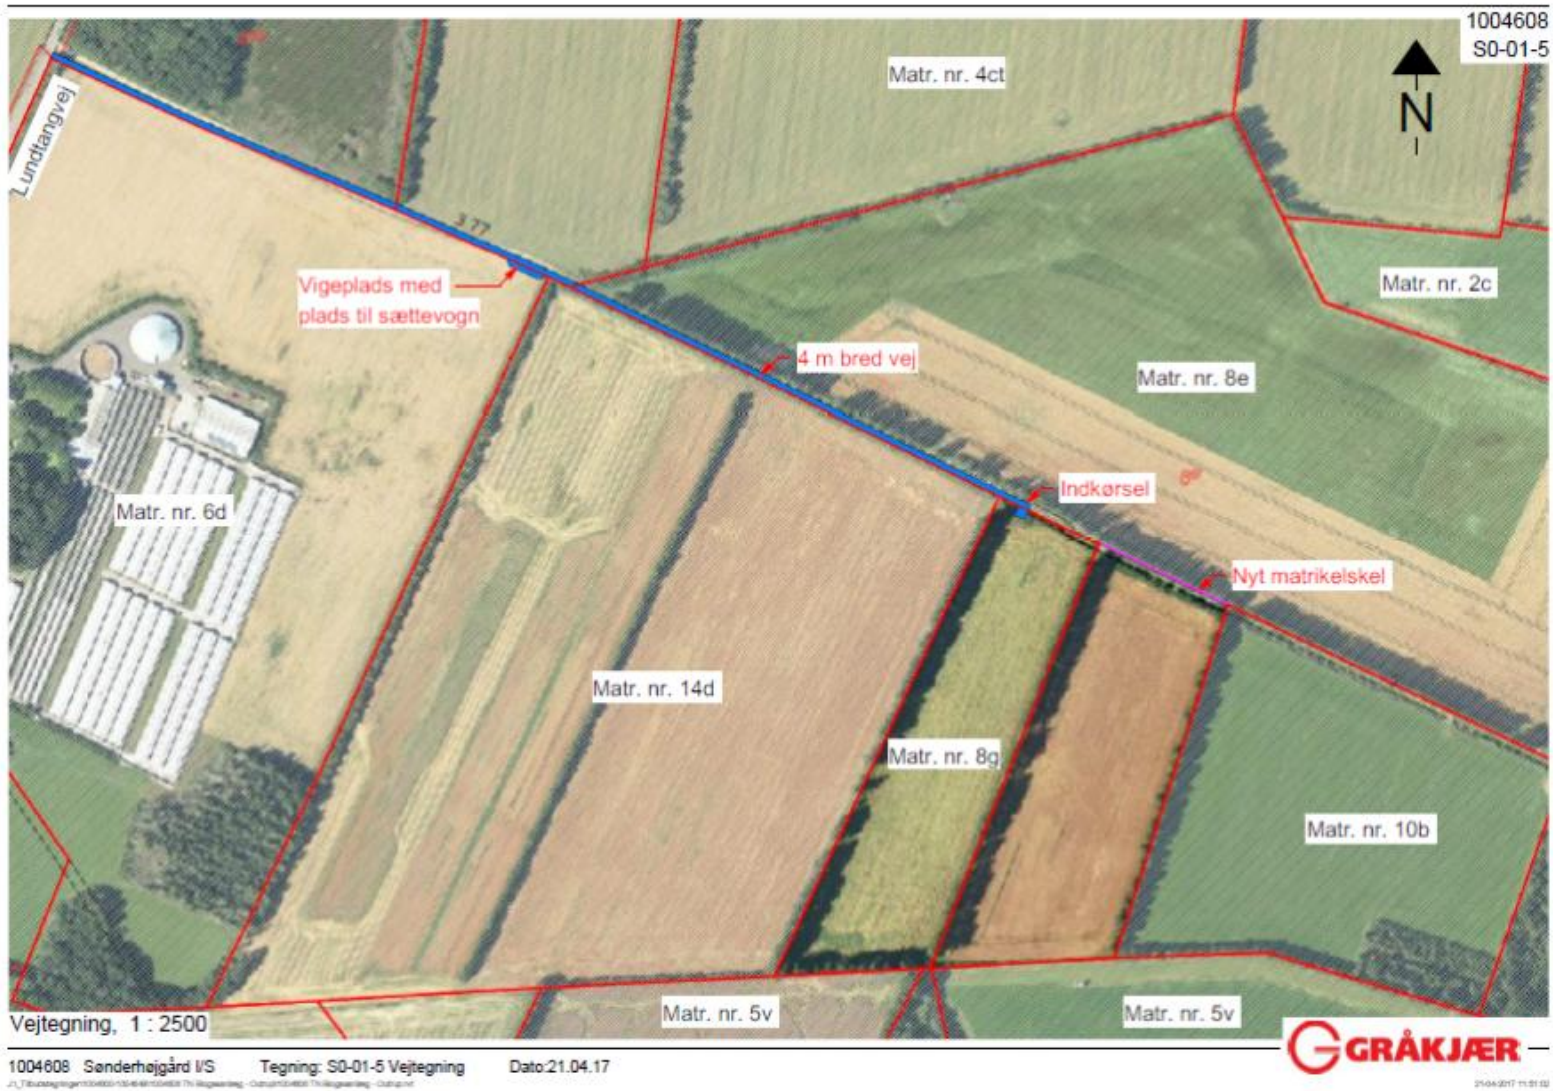 1004608
S0-01-5
Matr. nr. 4ct
N
Lundtangvej
3 77
Vigeplads med
plads til sættevogn
Matr. nr. 2c
4 m bred vej
Matr. nr. 8e
Indkørsel
Matr. nr. 6d
Nyt matrikelskel
Matr. nr. 14d
Matr. nr. 8g
Matr. nr. 10b
Matr. nr. 5v
Matr. nr. 5v
Vejtegning, 1 : 2500
GRÅKJÆR
1004608 Sønderhøjgård I/S Tegning: S0-01-5 Vejtegning Dato:21.04.17